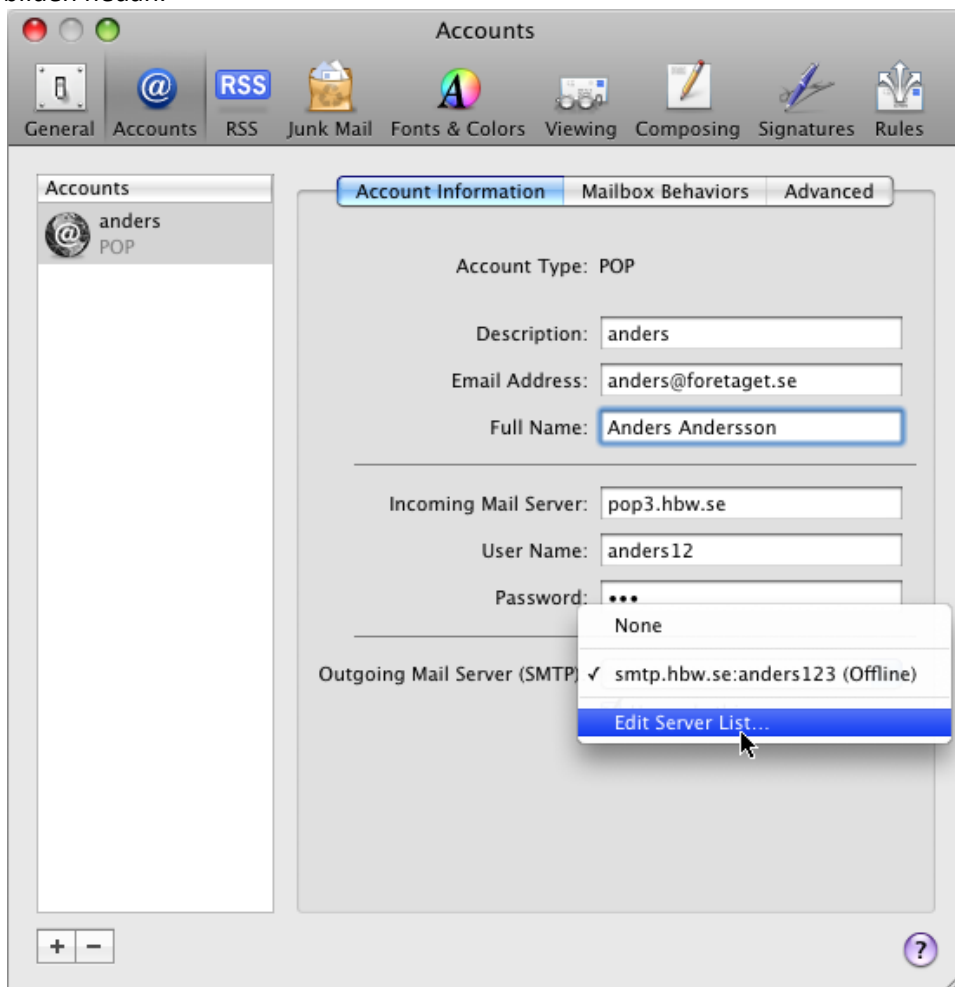 bilden nedan.
Accounts
General Accounts RSS Junk Mail Fonts & Colors Viewing Composing Signatures Rules
Accounts
anders
POP
Account Information Mailbox Behaviors Advanced
Account Type: POP
Description: anders
Email Address: anders@foretaget.se
Full Name: Anders Andersson
Incoming Mail Server: pop3.hbw.se
User Name: anders12
Password: •••
None
Outgoing Mail Server (SMTP) ✓ smtp.hbw.se:anders123 (Offline)
Edit Server List...